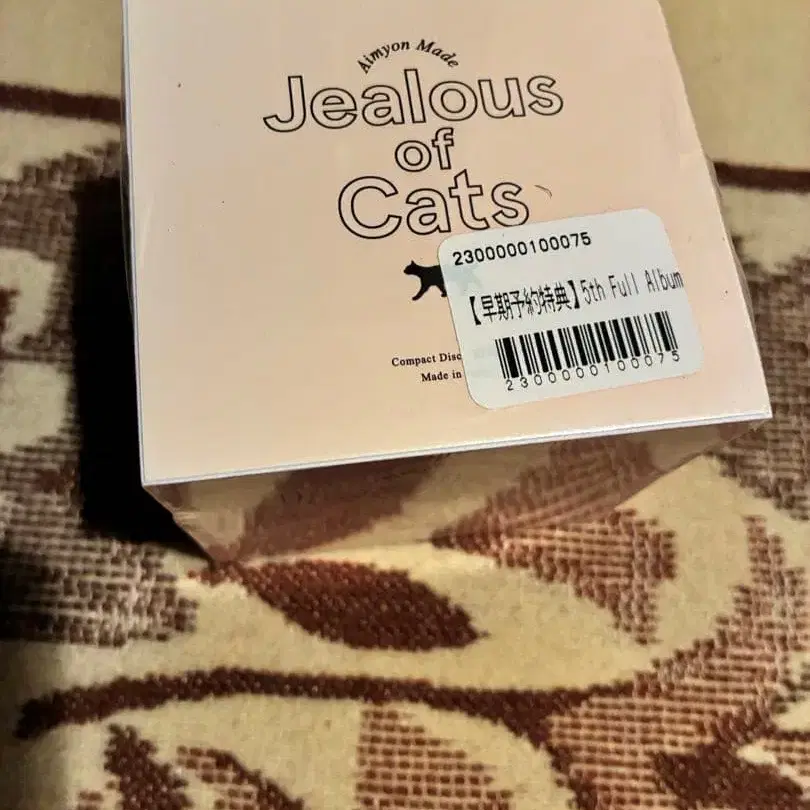 Aimyon Made
Jealous
of
Cats
2300000100075
【早期予約特典】5th Full Album
Compact Disc
Made in
2300000100075